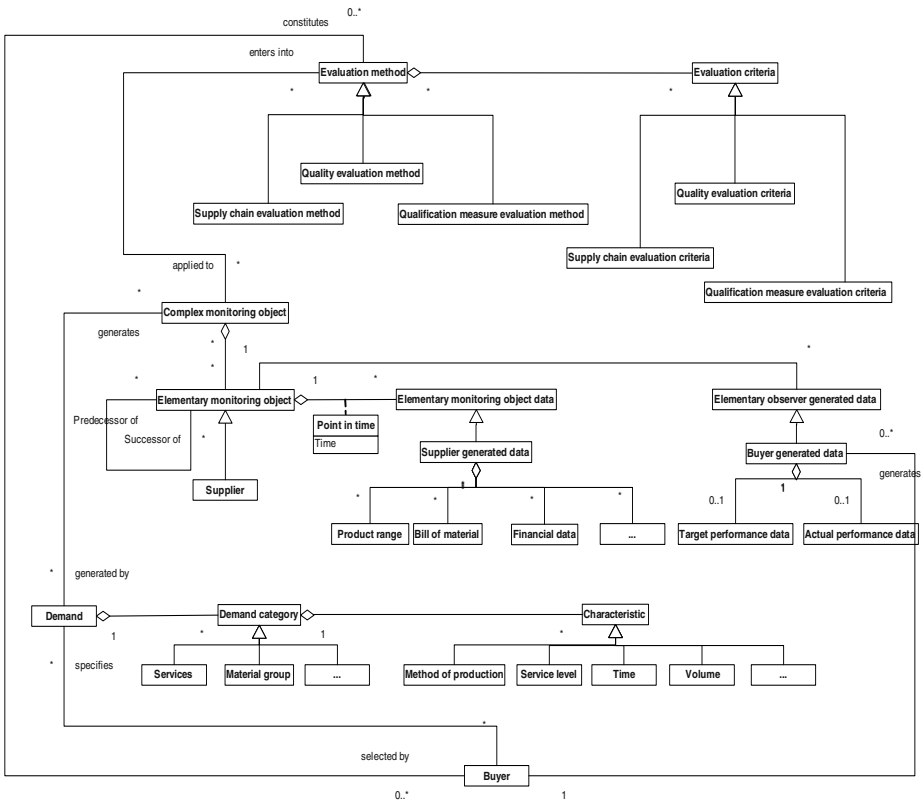 0..*
constitutes
enters into
Evaluation method
Evaluation criteria
*
*
*
Quality evaluation method
Quality evaluation criteria
Supply chain evaluation method
Qualification measure evaluation method
Supply chain evaluation criteria
applied to
*
*
Qualification measure evaluation criteria
Complex monitoring object
generates
*
1
*
*
*
1
*
Elementary monitoring object
Elementary monitoring object data
Elementary observer generated data
Predecessor of
Point in time
Successor of
*
Time
0..*
Supplier generated data
Buyer generated data
generates
Supplier
*
*
*
*
*
1
0..1
0..1
Product range
Bill of material
Financial data
...
Target performance data
Actual performance data
*
generated by
Demand
Demand category
Characteristic
1
*
1
*
*
specifies
Services
Material group
...
Method of production
Service level
Time
Volume
...
*
selected by
Buyer
0..*
1